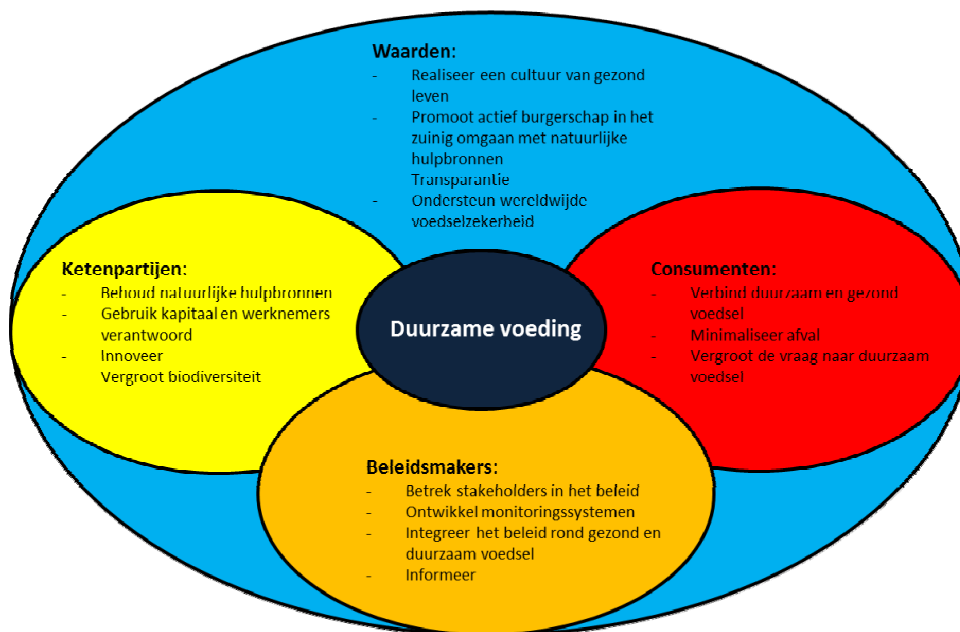 Waarden:
- Realiseer een cultuur van gezond
leven
- Promoot actief burgerschap in het
zuinig omgaan met natuurlijke
hulpbronnen
Transparantie
- Ondersteun wereldwijde
voedselzekerheid
Ketenpartijen:
- Behoud natuurlijke hulpbronnen
- Gebruik kapitaal en werknemers
verantwoord
- Innoveer
Vergroot biodiversiteit
Duurzame voeding
Consumenten:
- Verbind duurzaam en gezond
voedsel
- Minimaliseer afval
- Vergroot de vraag naar duurzaam
voedsel
Beleidsmakers:
- Betrek stakeholders in het beleid
- Ontwikkel monitoringssystemen
- Integreer het beleid rond gezond en
duurzaam voedsel
- Informeer